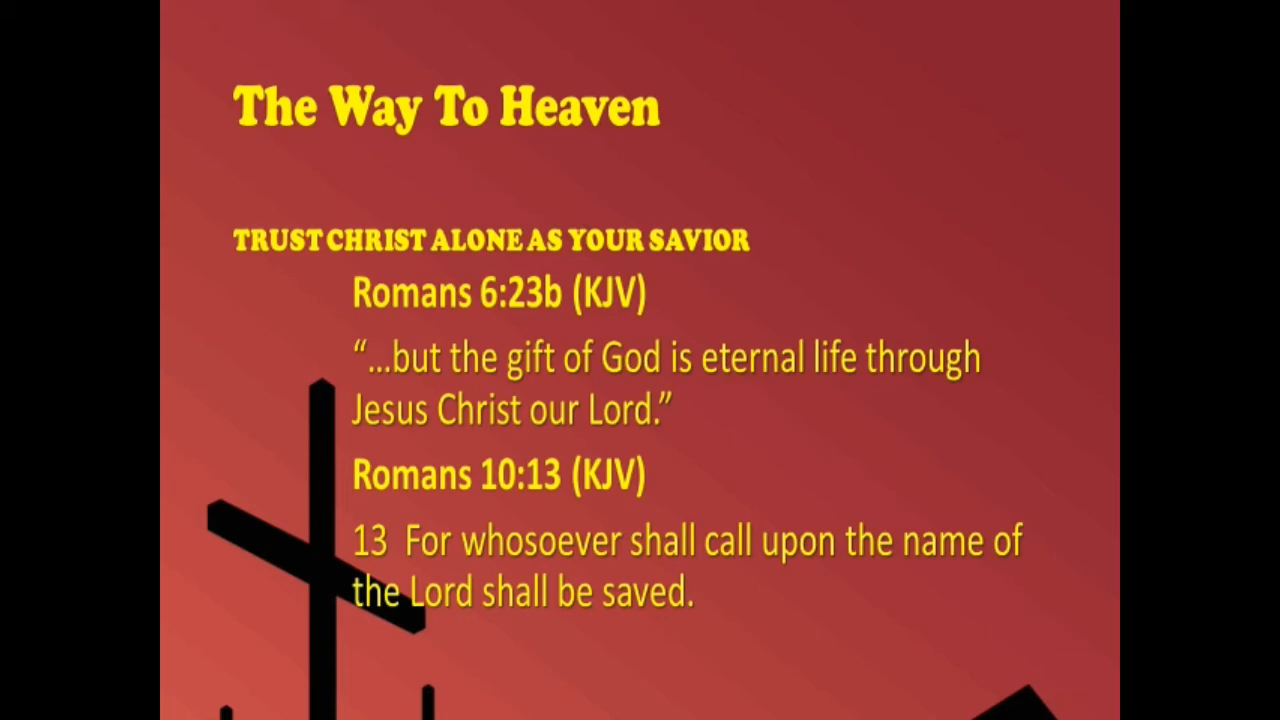 The Way To Heaven
TRUST CHRIST ALONE AS YOUR SAVIOR
Romans 6:23b (KJV)
“...but the gift of God is eternal life through
Jesus Christ our Lord.”
Romans 10:13 (KJV)
13  For whosoever shall call upon the name of
the Lord shall be saved.